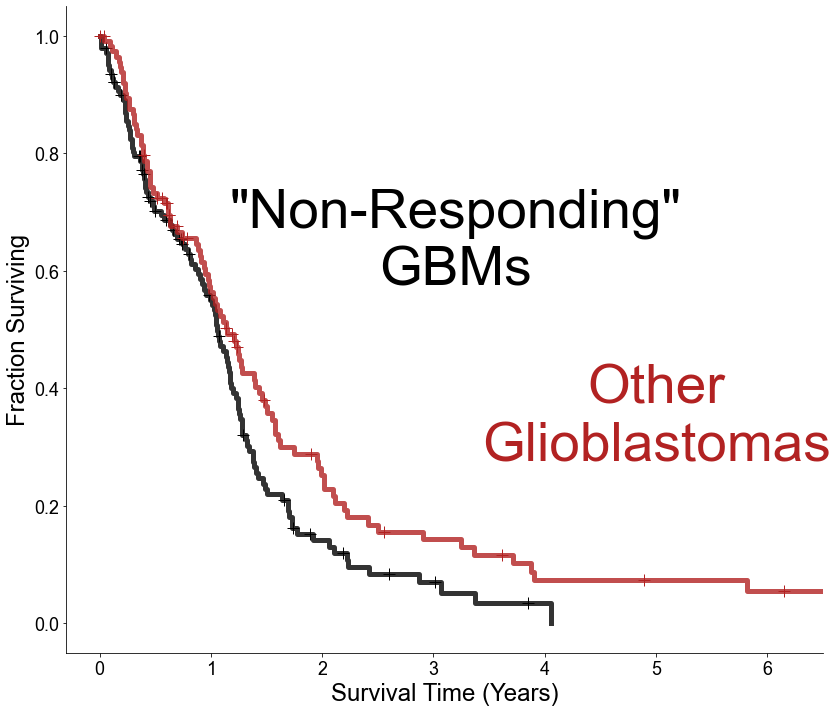 1.0
0.8
0.6
0.4
0.2
0.0
Fraction Surviving
"Non-Responding"
GBMs
Other
Glioblastomas
0 1 2 3 4 5 6
Survival Time (Years)